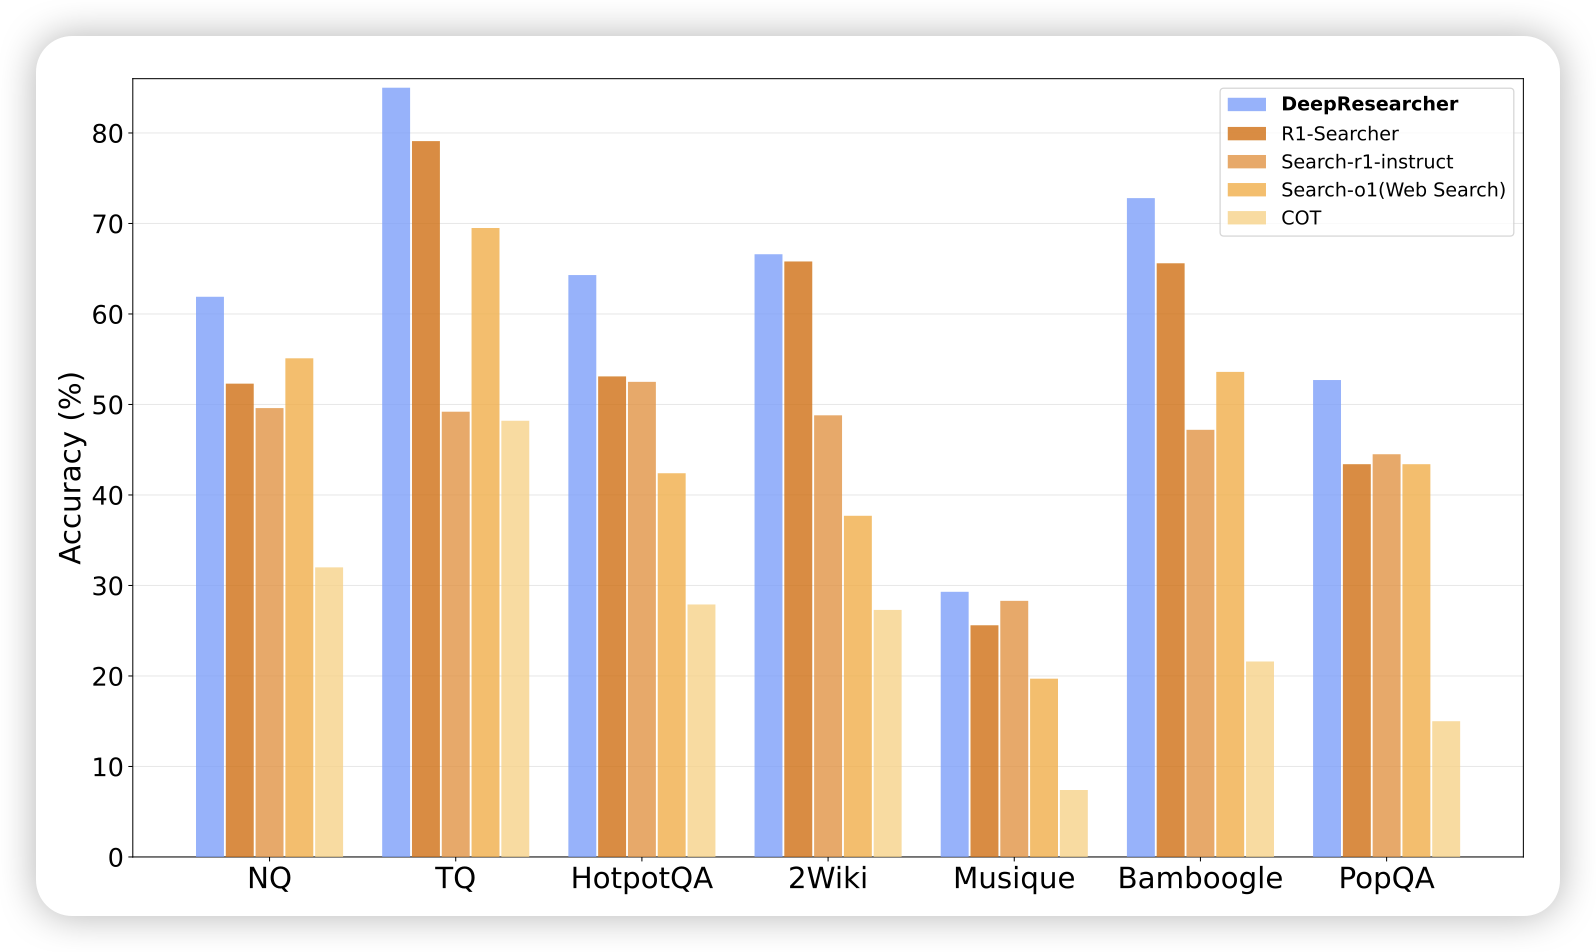 DeepResearcher
R1-Searcher
Search-r1-instruct
Search-o1(Web Search)
COT
Accuracy (%)
80
70
60
50
40
30
20
10
0
NQ TQ HotpotQA 2Wiki Musique Bamboogle PopQA